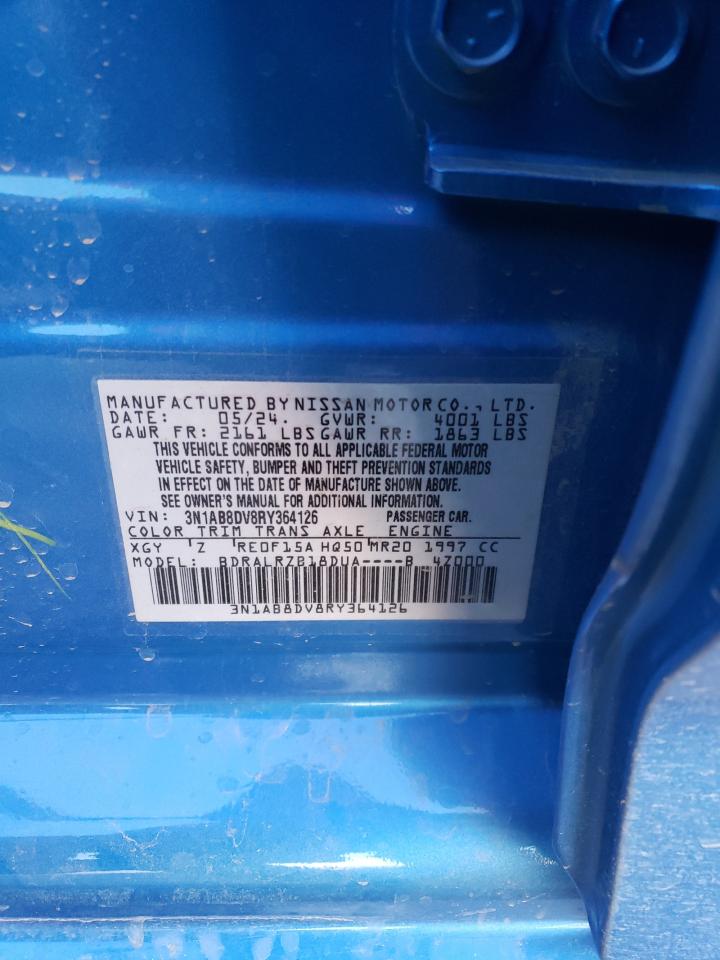 MANUFACTURED BY NISSAN MOTOR CO., LTD.
DATE: 05/24. GVWR: 4001 LBS
GAWR FR: 2161 LBS GAWR RR: 1863 LBS
THIS VEHICLE CONFORMS TO ALL APPLICABLE FEDERAL MOTOR
VEHICLE SAFETY, BUMPER AND THEFT PREVENTION STANDARDS
IN EFFECT ON THE DATE OF MANUFACTURE SHOWN ABOVE.
SEE OWNER'S MANUAL FOR ADDITIONAL INFORMATION.
VIN: 3N1AB8DV8RY364126 PASSENGER CAR.
COLOR TRIM TRANS AXLE ENGINE
XGY Z RE0F15A HQ50 MR20 1997 CC
MODEL: BDRALRZB18DUA----B 4Z000
3N1AB8DV8RY364126